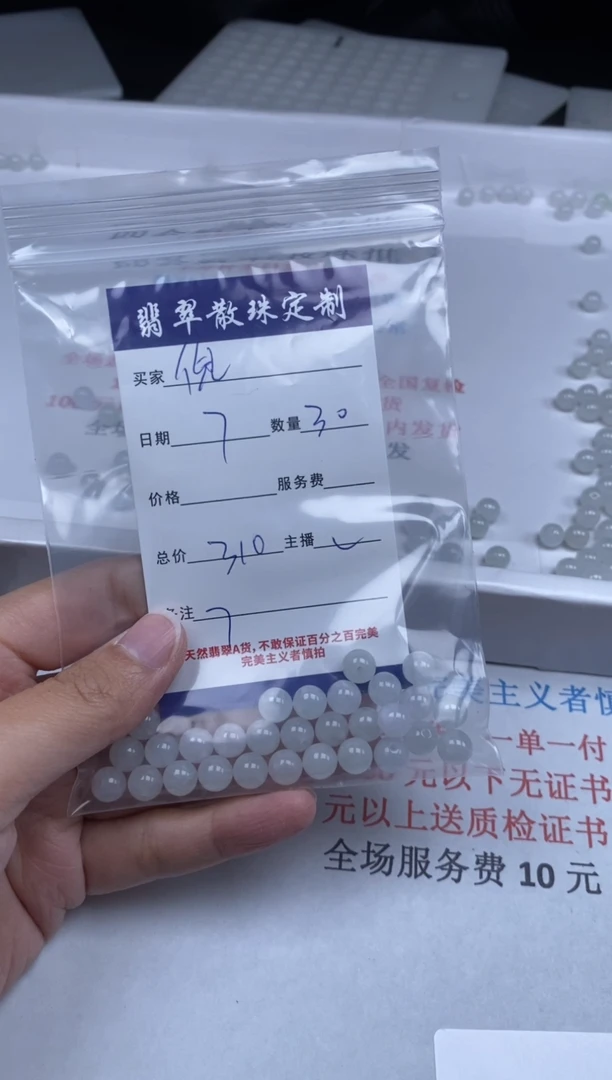 翡翠散珠定制
买家 倪
日期 7 数量 30
价格 服务费
总价 310 主播
备注 7
天然翡翠A货,不敢保证百分之百完美
完美主义者慎拍
全国复检
货
内发货
发
美主义者慎
一单一付
元以下无证书
元以上送质检证书
全场服务费 10 元